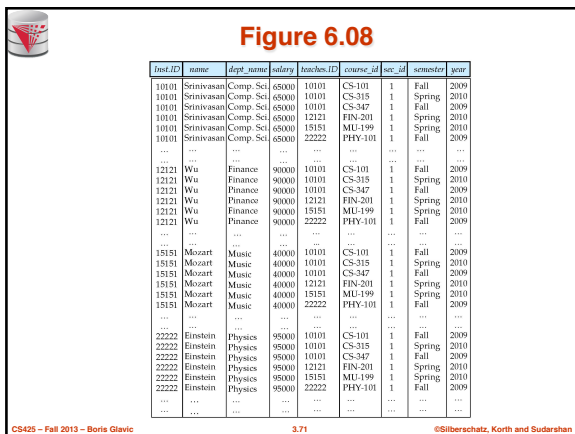 Figure 6.08
Inst.ID name dept_name salary teaches.ID course_id sec_id semester year
10101 Srinivasan Comp. Sci. 65000 10101 CS-101 1 Fall 2009
10101 Srinivasan Comp. Sci. 65000 10101 CS-315 1 Spring 2010
10101 Srinivasan Comp. Sci. 65000 10101 CS-347 1 Fall 2009
10101 Srinivasan Comp. Sci. 65000 12121 FIN-201 1 Spring 2010
10101 Srinivasan Comp. Sci. 65000 15151 MU-199 1 Spring 2010
10101 Srinivasan Comp. Sci. 65000 22222 PHY-101 1 Fall 2009
... ... ... ... ... ... ... ... ...
... ... ... ... ... ... ... ... ...
12121 Wu Finance 90000 10101 CS-101 1 Fall 2009
12121 Wu Pinance 90000 10101 CS-315 1 Spring 2010
12121 Wu Pinance 90000 10101 CS-347 1 Fall 2009
12121 Wu Pinance 90000 12121 FIN-201 1 Spring 2010
12121 Wu Pinance 90000 15151 MU-199 1 Spring 2010
12121 Wu Pinance 90000 22222 PHY-101 1 Fall 2009
... ... ... ... ... ... ... ... ...
... ... ... ... ... ... ... ... ...
15151 Mozart Music 40000 10101 CS-101 1 Fall 2009
15151 Mozart Music 40000 10101 CS-315 1 Spring 2010
15151 Mozart Music 40000 10101 CS-347 1 Fall 2009
15151 Mozart Music 40000 12121 FIN-201 1 Spring 2010
15151 Mozart Music 40000 15151 MU-199 1 Spring 2010
15151 Mozart Music 40000 22222 PHY-101 1 Fall 2009
... ... ... ... ... ... ... ... ...
... ... ... ... ... ... ... ... ...
22222 Einstein Physics 95000 10101 CS-101 1 Fall 2009
22222 Einstein Physics 95000 10101 CS-315 1 Spring 2010
22222 Einstein Physics 95000 10101 CS-347 1 Fall 2009
22222 Einstein Physics 95000 12121 FIN-201 1 Spring 2010
22222 Einstein Physics 95000 15151 MU-199 1 Spring 2010
22222 Einstein Physics 95000 22222 PHY-101 1 Fall 2009
... ... ... ... ... ... ... ... ...
... ... ... ... ... ... ... ... ...
CS425 – Fall 2013 – Boris Glavic 3.71 ©Silberschatz, Korth and Sudarshan